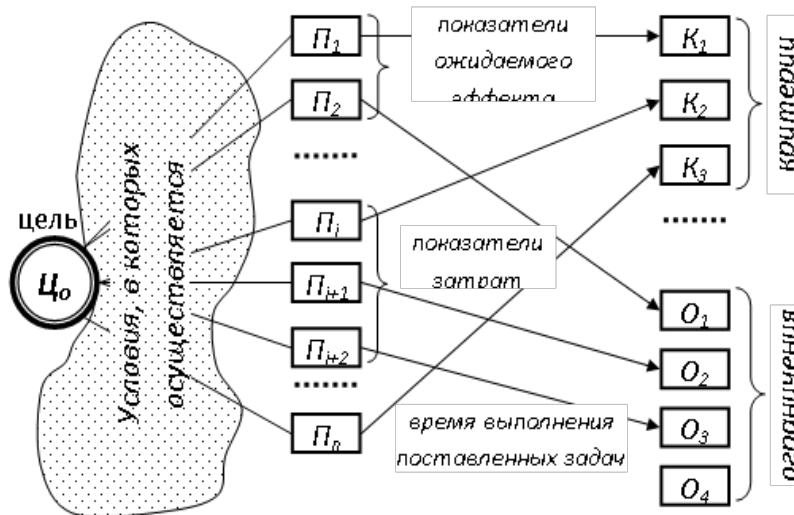 цель
Ц₀
Условия, в которых
осуществляется
П₁
П₂
.......
Пᵢ
Пᵢ₊₁
Пᵢ₊₂
.......
Пₙ
показатели
ожидаемого
эффекта
показатели
затрат
время выполнения
поставленных задач
К₁
К₂
К₃
.......
критерии
О₁
О₂
О₃
О₄
ограничения